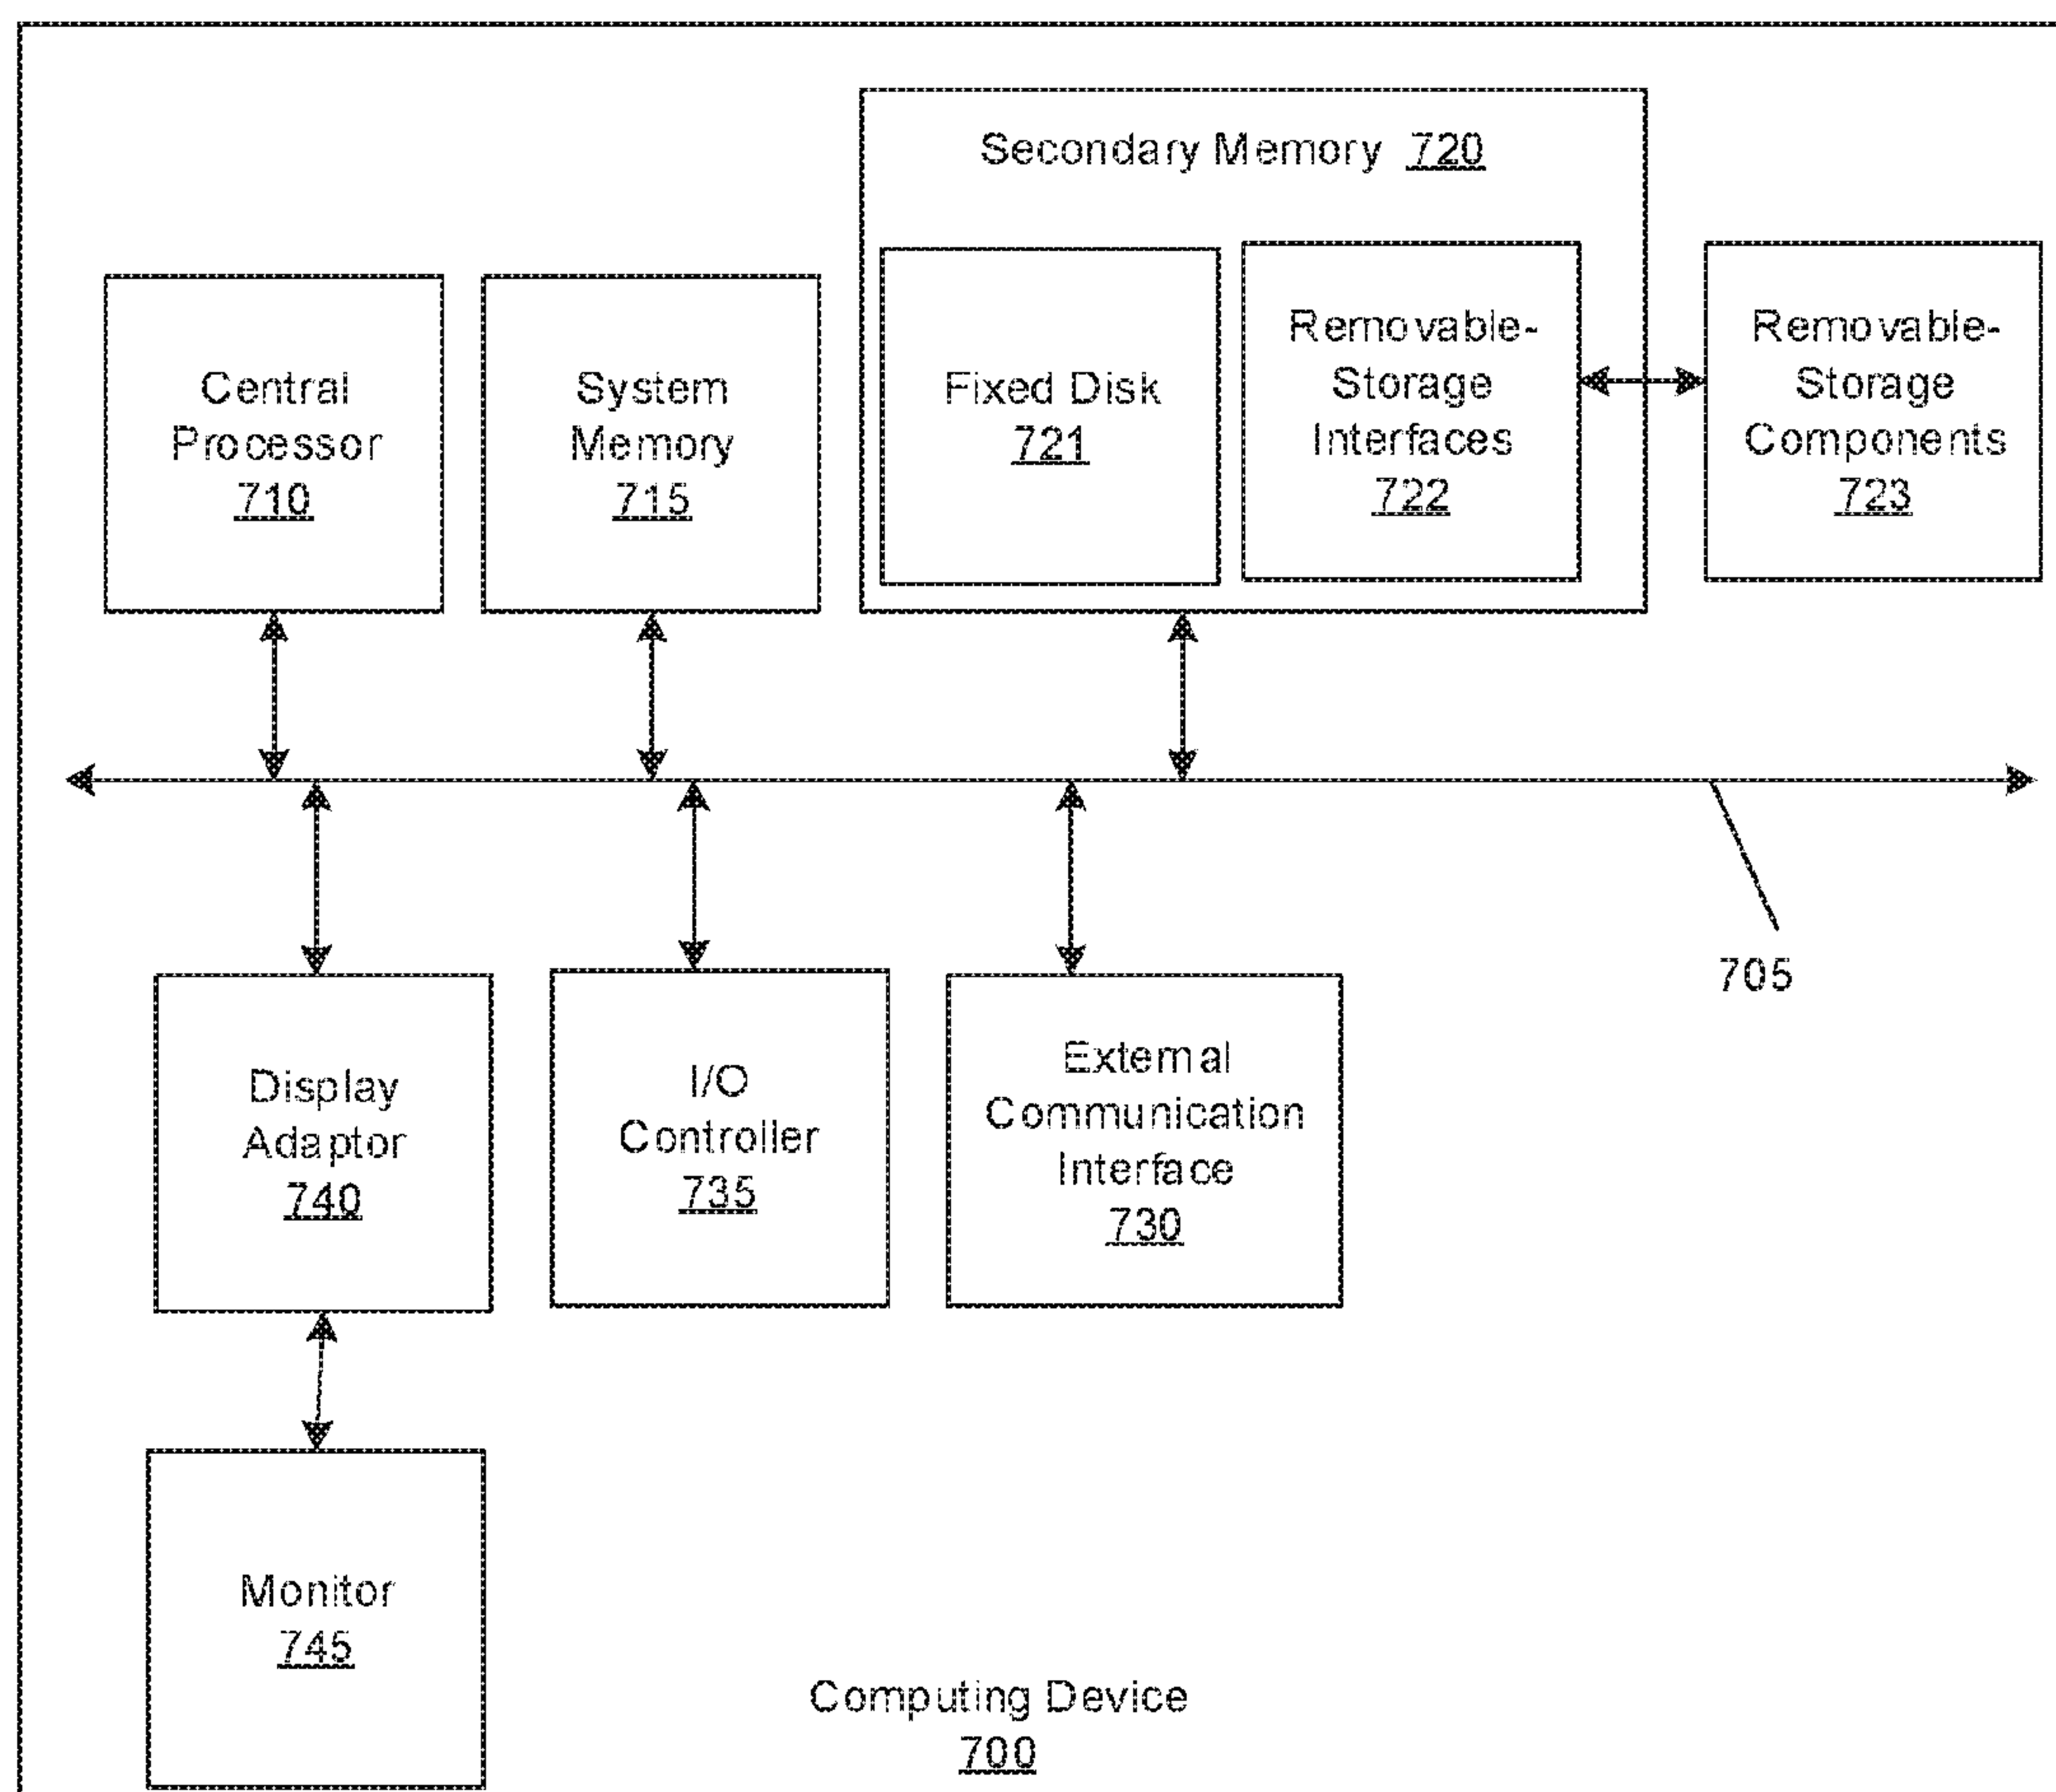 Secondary Memory 720
Central
Processor
710
System
Memory
715
Fixed Disk
721
Removable-
Storage
Interfaces
722
Removable-
Storage
Components
723
705
Display
Adaptor
740
I/O
Controller
735
External
Communication
Interface
730
Monitor
745
Computing Device
700